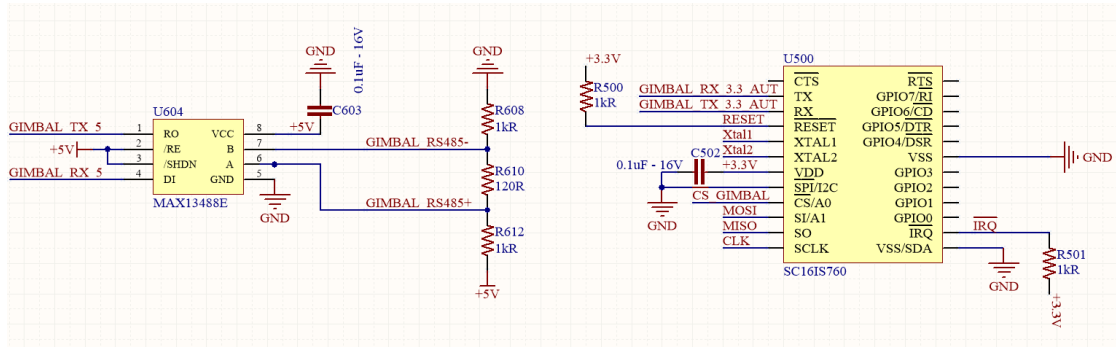 GND
0.1uF - 16V
C603
+5V
GND
R608
1kR
U604
GIMBAL_TX_5
1
RO
VCC
8
+5V
2
/RE
B
7
GIMBAL_RS485-
3
/SHDN
A
6
GIMBAL_RX_5
4
DI
GND
5
MAX13488E
GND
R610
120R
GIMBAL_RS485+
R612
1kR
+5V
+3.3V
R500
1kR
U500
GIMBAL_RX_3.3_AUT
GIMBAL_TX_3.3_AUT
RESET
Xtal1
Xtal2
0.1uF - 16V
C502
+3.3V
GND
CS_GIMBAL
MOSI
MISO
CLK
CTS
TX
RX
RESET
XTAL1
XTAL2
VDD
SPI/I2C
CS/A0
SI/A1
SO
SCLK
RTS
GPIO7/RI
GPIO6/CD
GPIO5/DTR
GPIO4/DSR
VSS
GPIO3
GPIO2
GPIO1
GPIO0
IRQ
VSS/SDA
SC16IS760
GND
IRQ
R501
1kR
GND
+3.3V